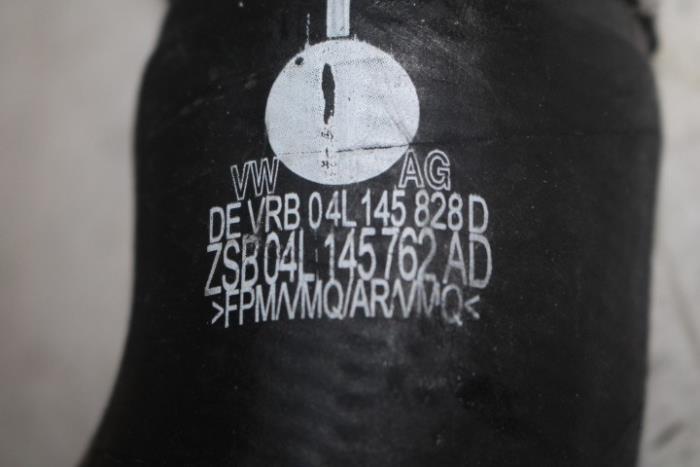 VW AG
DE VRB 04L 145 828 D
ZSB 04L 145 762 AD
>FPM/VMQ/AR/VMQ<